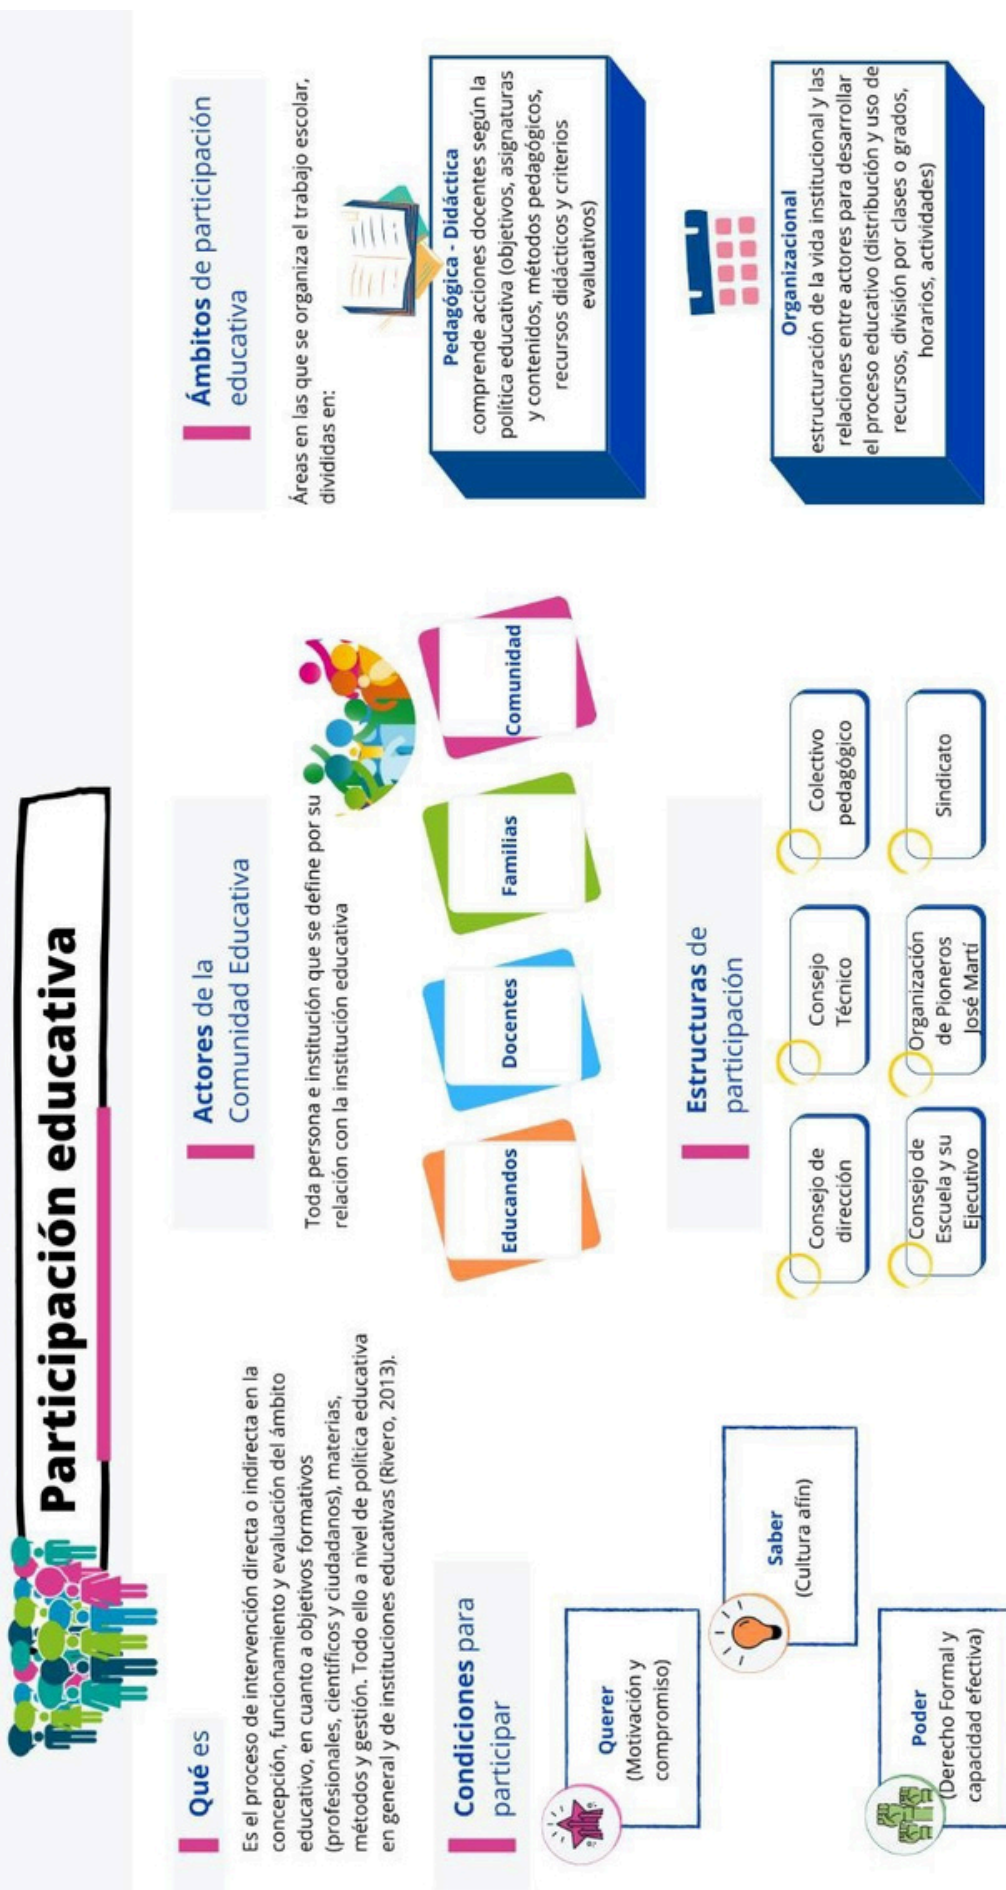 Participación educativa
Qué es
Es el proceso de intervención directa o indirecta en la
concepción, funcionamiento y evaluación del ámbito
educativo, en cuanto a objetivos formativos
(profesionales, científicos y ciudadanos), materias,
métodos y gestión. Todo ello a nivel de política educativa
en general y de instituciones educativas (Rivero, 2013).
Condiciones para
participar
Querer
(Motivación y
compromiso)
Saber
(Cultura afín)
Poder
(Derecho Formal y
capacidad efectiva)
Actores de la
Comunidad Educativa
Toda persona e institución que se define por su
relación con la institución educativa
Educandos
Docentes
Familias
Comunidad
Estructuras de
participación
Consejo de
dirección
Consejo
Técnico
Colectivo
pedagógico
Consejo de
Escuela y su
Ejecutivo
Organización
de Pioneros
José Martí
Sindicato
Ámbitos de participación
educativa
Áreas en las que se organiza el trabajo escolar,
divididas en:
Pedagógica - Didáctica
comprende acciones docentes según la
política educativa (objetivos, asignaturas
y contenidos, métodos pedagógicos,
recursos didácticos y criterios
evaluativos)
Organizacional
estructuración de la vida institucional y las
relaciones entre actores para desarrollar
el proceso educativo (distribución y uso de
recursos, división por clases o grados,
horarios, actividades)